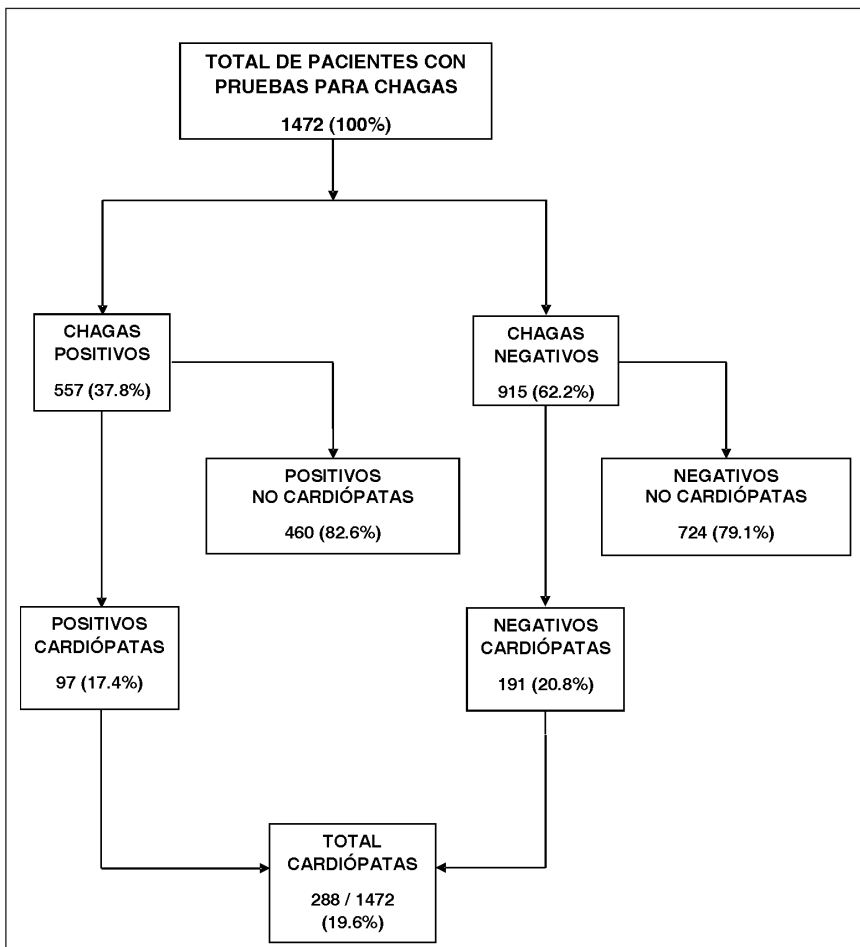 TOTAL DE PACIENTES CON
PRUEBAS PARA CHAGAS
1472 (100%)
CHAGAS
POSITIVOS
557 (37.8%)
CHAGAS
NEGATIVOS
915 (62.2%)
POSITIVOS
NO CARDIÓPATAS
460 (82.6%)
NEGATIVOS
NO CARDIÓPATAS
724 (79.1%)
POSITIVOS
CARDIÓPATAS
97 (17.4%)
NEGATIVOS
CARDIÓPATAS
191 (20.8%)
TOTAL
CARDIÓPATAS
288 / 1472
(19.6%)